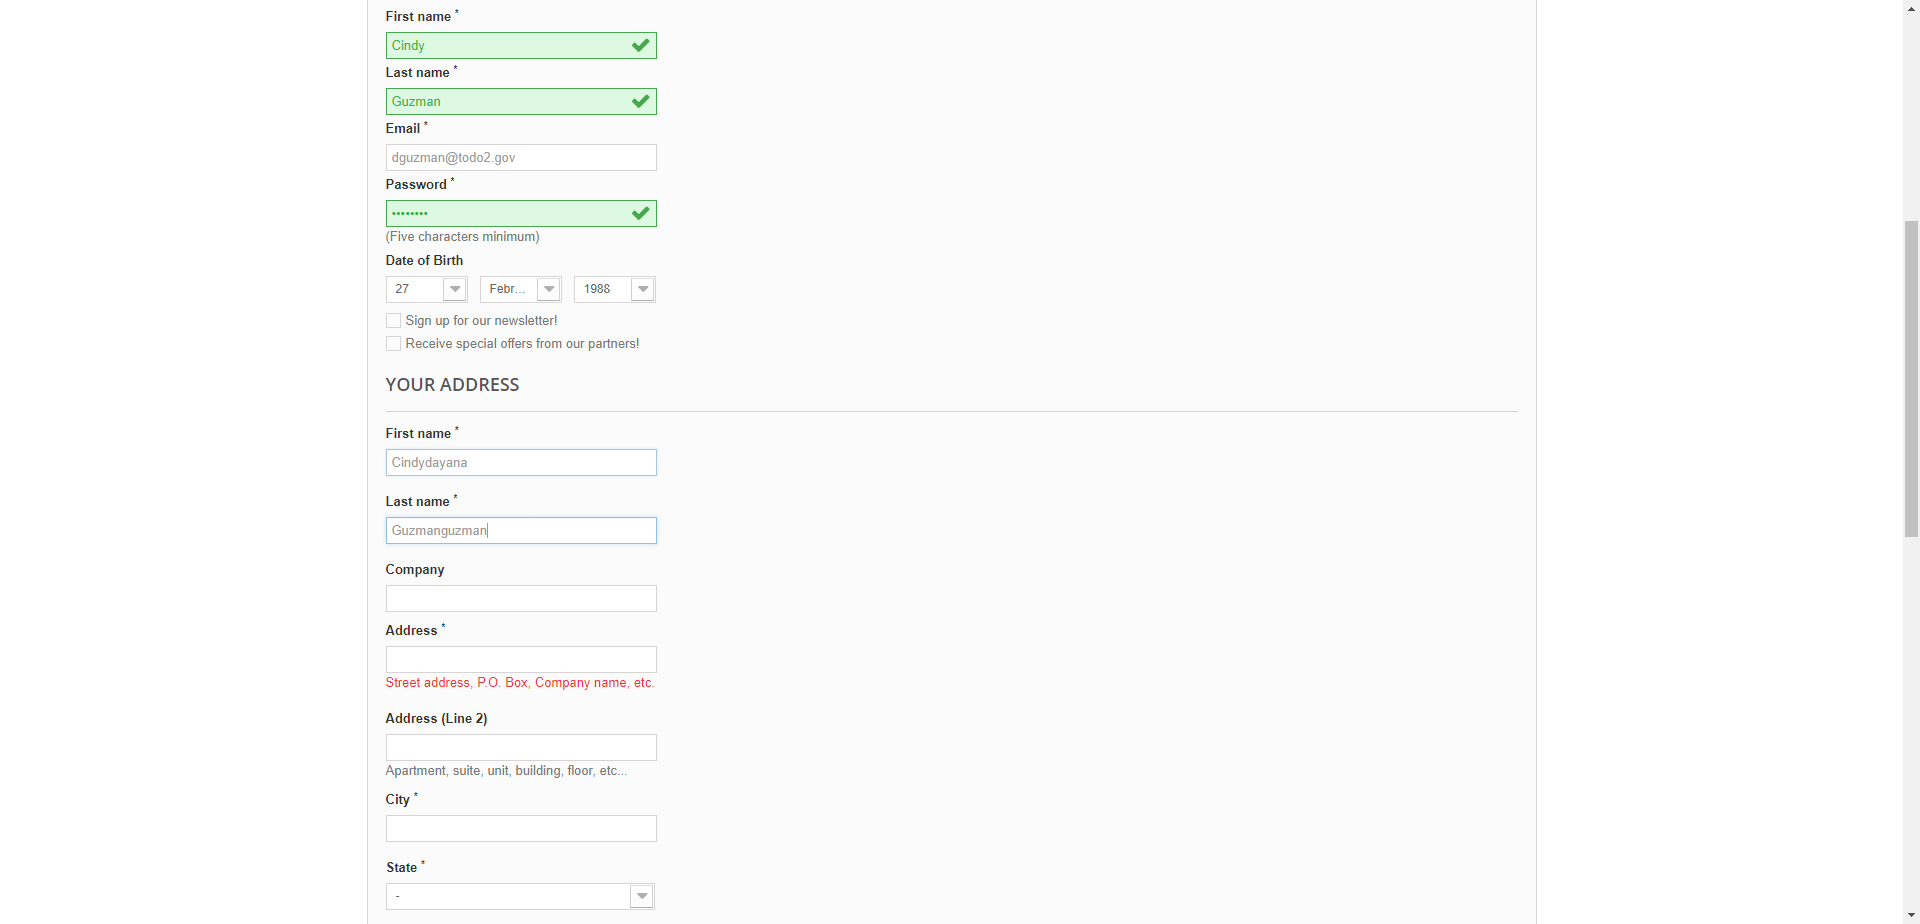 First name *
Cindy
Last name *
Guzman
Email *
dguzman@todo2.gov
Password *
••••••••
(Five characters minimum)
Date of Birth
27 Febr... 1988
Sign up for our newsletter!
Receive special offers from our partners!
YOUR ADDRESS
First name *
Cindydayana
Last name *
Guzmanguzman
Company
Address *
Street address, P.O. Box, Company name, etc.
Address (Line 2)
Apartment, suite, unit, building, floor, etc...
City *
State *
-